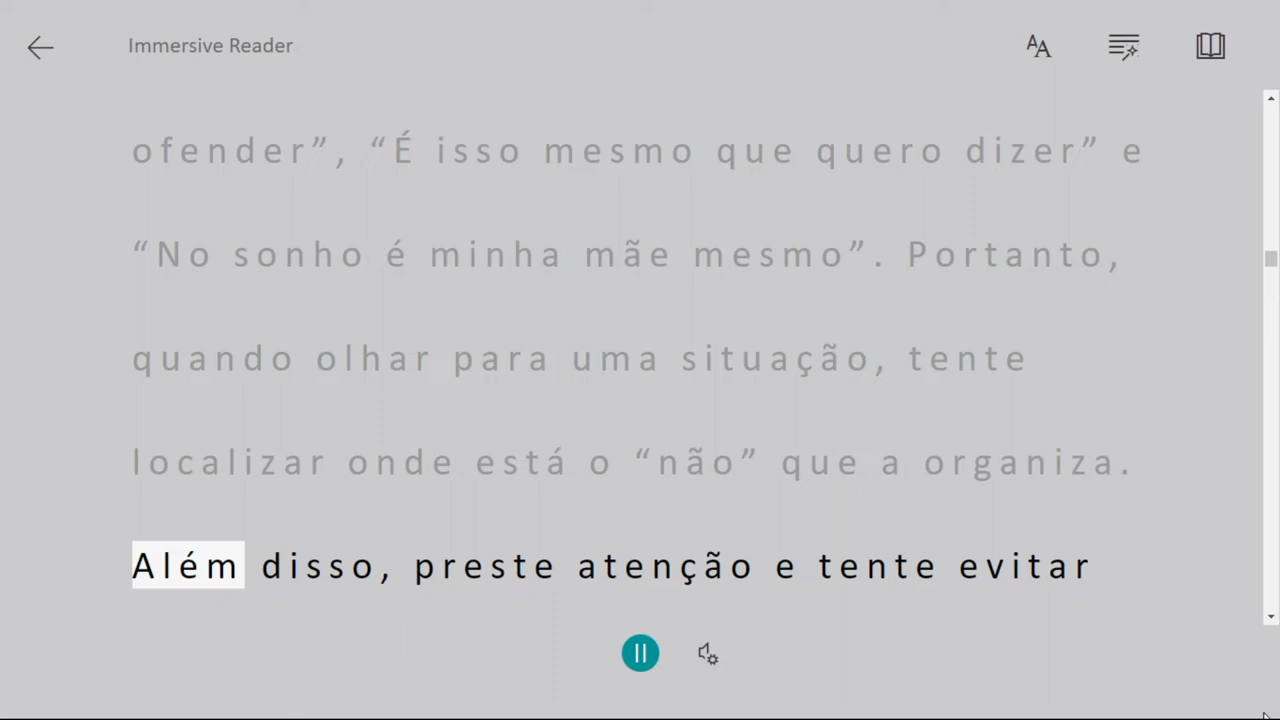 Immersive Reader
ofender”, “É isso mesmo que quero dizer” e
“No sonho é minha mãe mesmo”. Portanto,
quando olhar para uma situação, tente
localizar onde está o “não” que a organiza.
Além disso, preste atenção e tente evitar